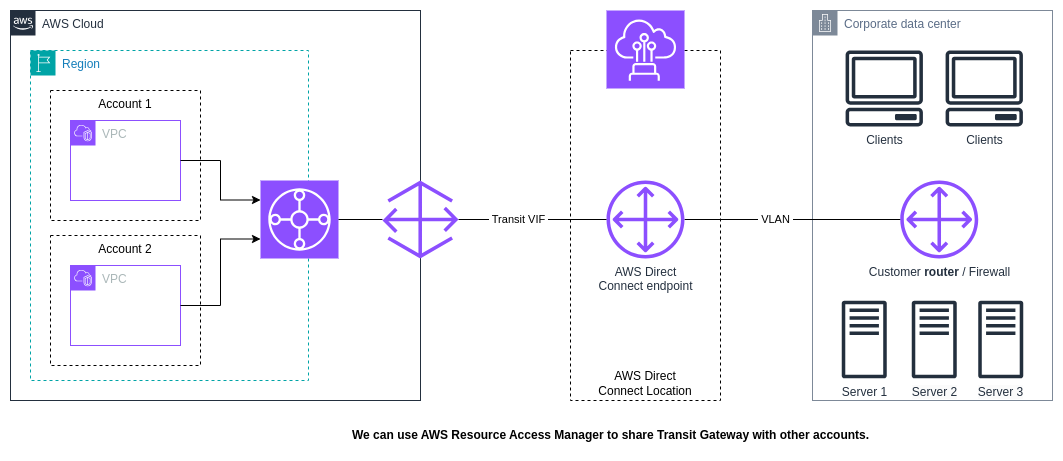 aws
AWS Cloud
Region
Account 1
VPC
Account 2
VPC
Transit VIF
AWS Direct
Connect endpoint
AWS Direct
Connect Location
VLAN
Corporate data center
Clients
Clients
Customer router / Firewall
Server 1
Server 2
Server 3
We can use AWS Resource Access Manager to share Transit Gateway with other accounts.